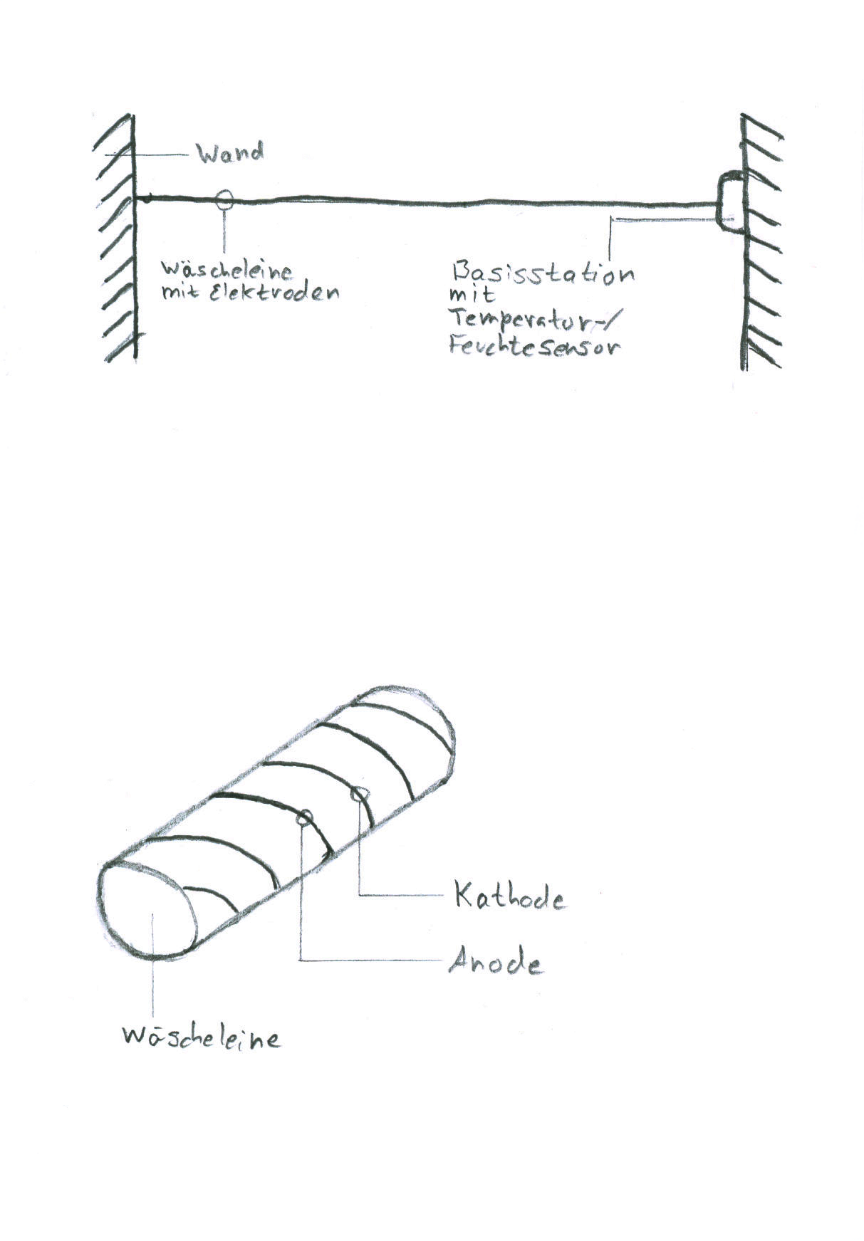 Wand
Wäscheleine
mit Elektroden
Basisstation
mit
Temperatur-/
Feuchtesensor
Kathode
Anode
Wäscheleine